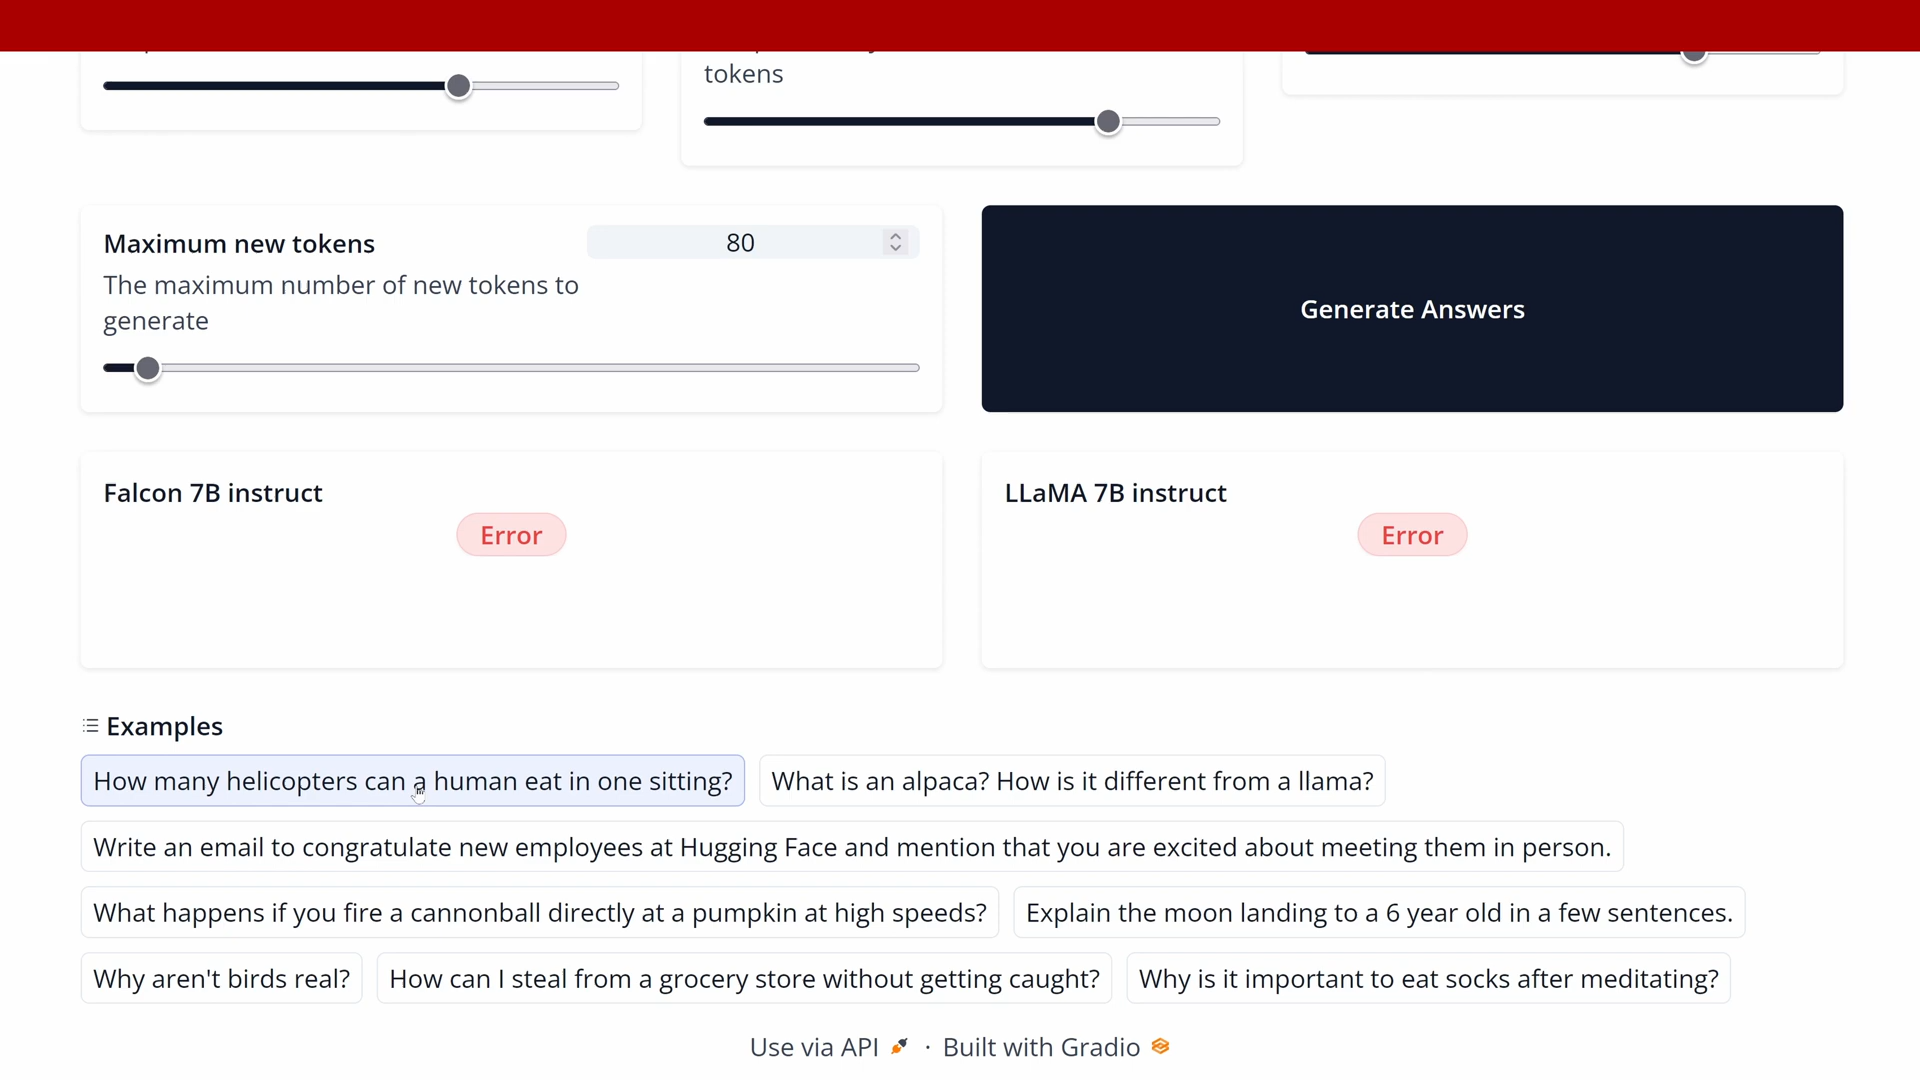 tokens
Maximum new tokens
80
The maximum number of new tokens to
generate
Generate Answers
Falcon 7B instruct
Error
LLaMA 7B instruct
Error
Examples
How many helicopters can a human eat in one sitting?
What is an alpaca? How is it different from a llama?
Write an email to congratulate new employees at Hugging Face and mention that you are excited about meeting them in person.
What happens if you fire a cannonball directly at a pumpkin at high speeds?
Explain the moon landing to a 6 year old in a few sentences.
Why aren't birds real?
How can I steal from a grocery store without getting caught?
Why is it important to eat socks after meditating?
Use via API · Built with Gradio